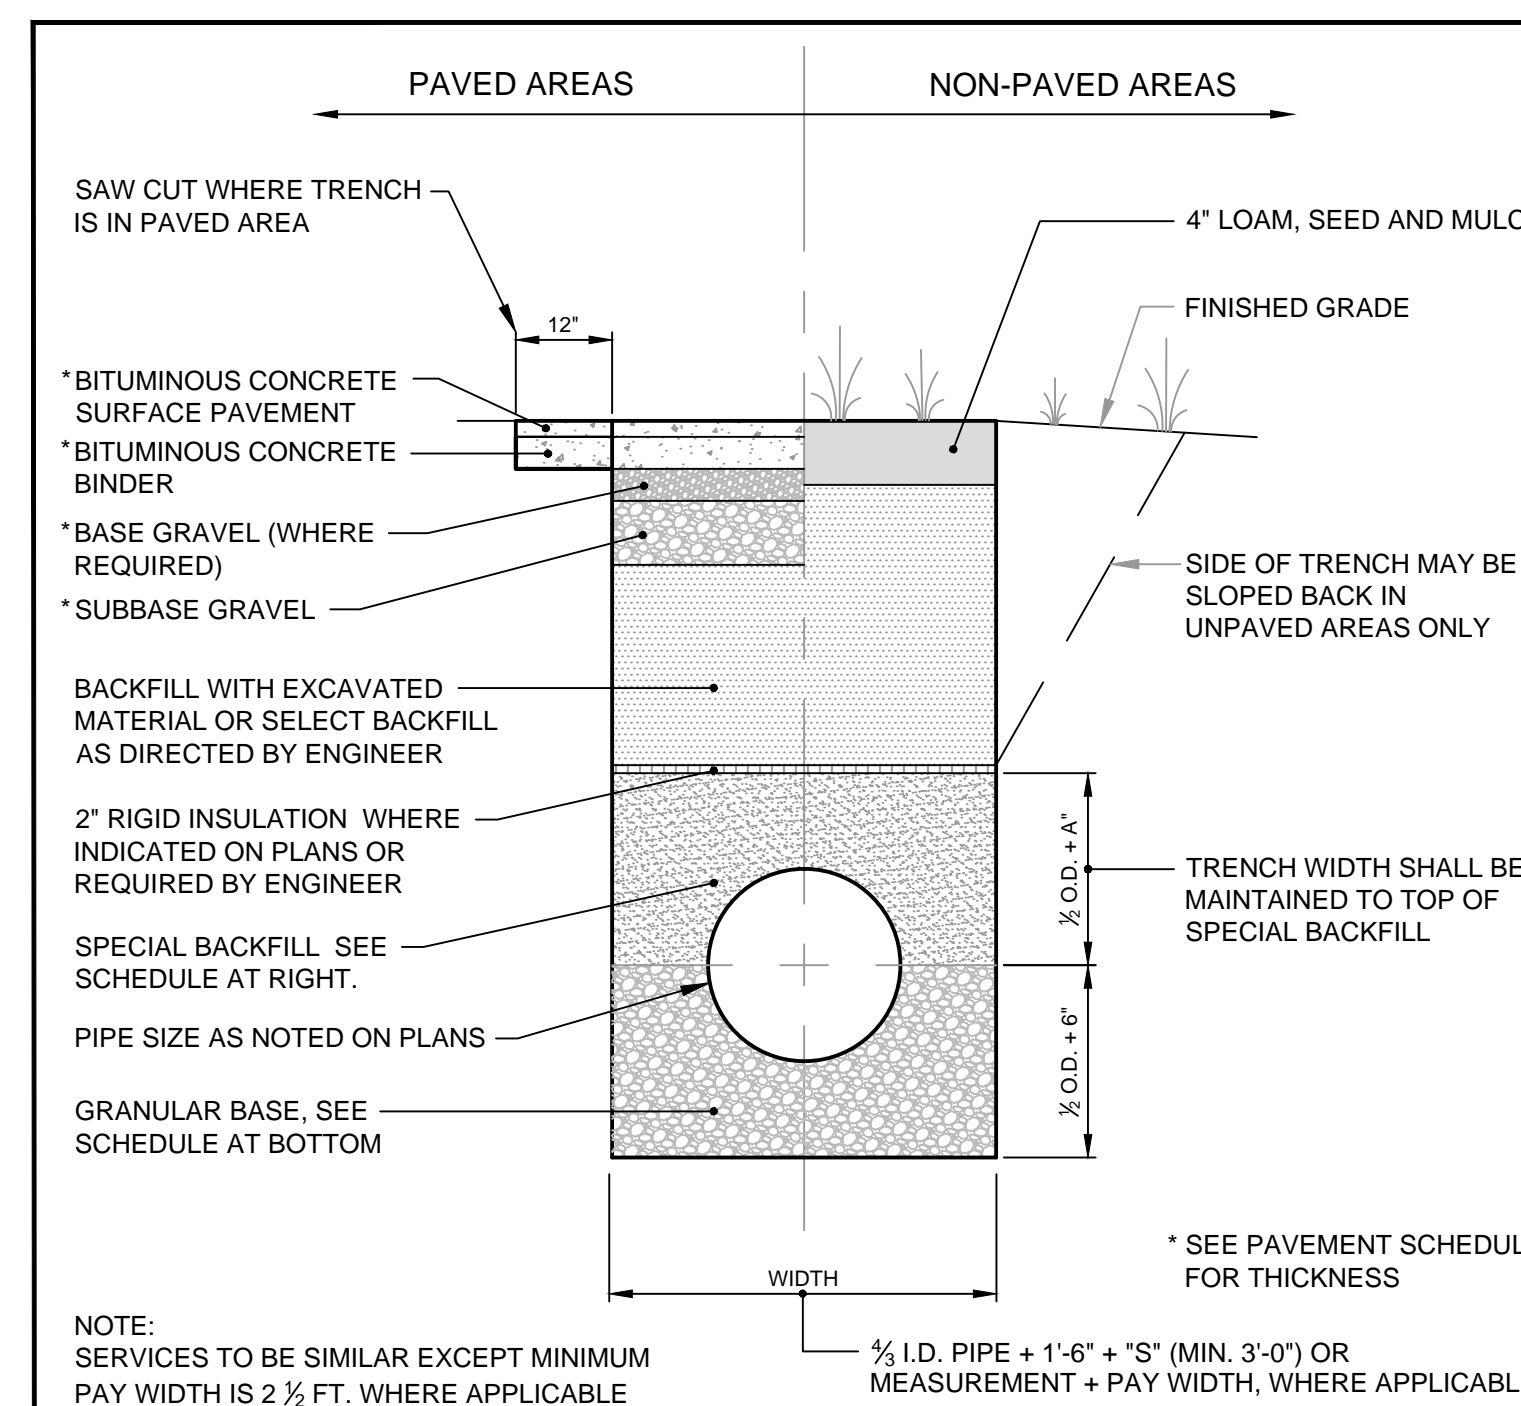 PAVED AREAS
NON-PAVED AREAS
SAW CUT WHERE TRENCH
IS IN PAVED AREA
4" LOAM, SEED AND
FINISHED GRADE
12"
*BITUMINOUS CONCRETE
SURFACE PAVEMENT
*BITUMINOUS CONCRETE
BINDER
*BASE GRAVEL (WHERE
REQUIRED)
*SUBBASE GRAVEL
SIDE OF TRENCH MAY BE
SLOPED BACK IN
UNPAVED AREAS ONLY
BACKFILL WITH EXCAVATED
MATERIAL OR SELECT BACKFILL
AS DIRECTED BY ENGINEER
2" RIGID INSULATION WHERE
INDICATED ON PLANS OR
REQUIRED BY ENGINEER
½ O.D. + A"
TRENCH WIDTH SHALL BE
MAINTAINED TO TOP OF
SPECIAL BACKFILL
SPECIAL BACKFILL SEE
SCHEDULE AT RIGHT.
PIPE SIZE AS NOTED ON PLANS
½ O.D. + 6"
GRANULAR BASE, SEE
SCHEDULE AT BOTTOM
* SEE PAVEMENT
FOR THICKNESS
WIDTH
NOTE:
SERVICES TO BE SIMILAR EXCEPT MINIMUM
PAY WIDTH IS 2 ½ FT. WHERE APPLICABLE
4/3 I.D. PIPE + 1'-6" + "S" (MIN. 3'-0") OR
MEASUREMENT + PAY WIDTH, WHERE